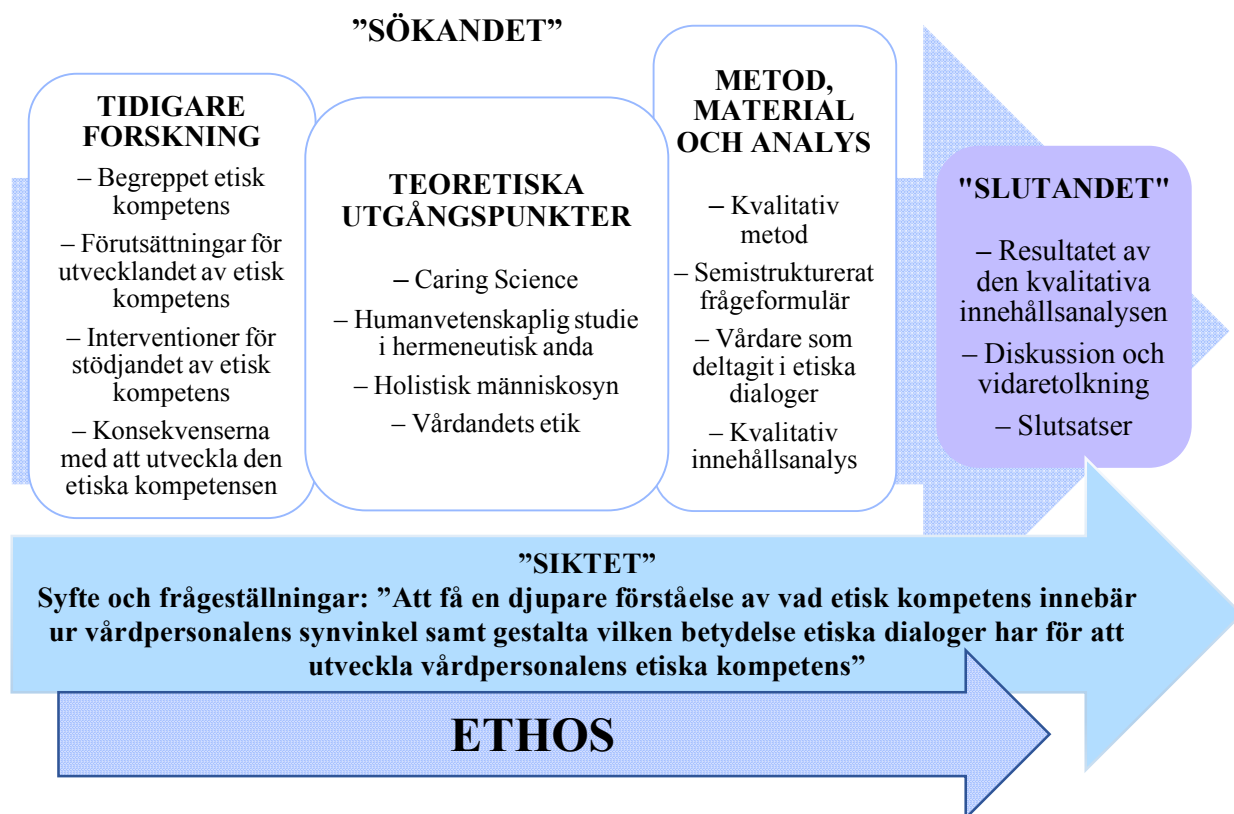 ”SÖKANDET”
TIDIGARE
FORSKNING
– Begreppet etisk
kompetens
– Förutsättningar för
utvecklandet av etisk
kompetens
– Interventioner för
stödjandet av etisk
kompetens
– Konsekvenserna
med att utveckla den
etiska kompetensen
TEORETISKA
UTGÅNGSPUNKTER
– Caring Science
– Humanvetenskaplig studie
i hermeneutisk anda
– Holistisk människosyn
– Vårdandets etik
METOD,
MATERIAL
OCH ANALYS
– Kvalitativ
metod
– Semistrukturerat
frågeformulär
– Vårdare som
deltagit i etiska
dialoger
– Kvalitativ
innehållsanalys
"SLUTANDET"
– Resultatet av
den kvalitativa
innehållsanalysen
– Diskussion och
vidaretolkning
– Slutsatser
”SIKTET”
Syfte och frågeställningar: ”Att få en djupare förståelse av vad etisk kompetens innebär
ur vårdpersonalens synvinkel samt gestalta vilken betydelse etiska dialoger har för att
utveckla vårdpersonalens etiska kompetens”
ETHOS